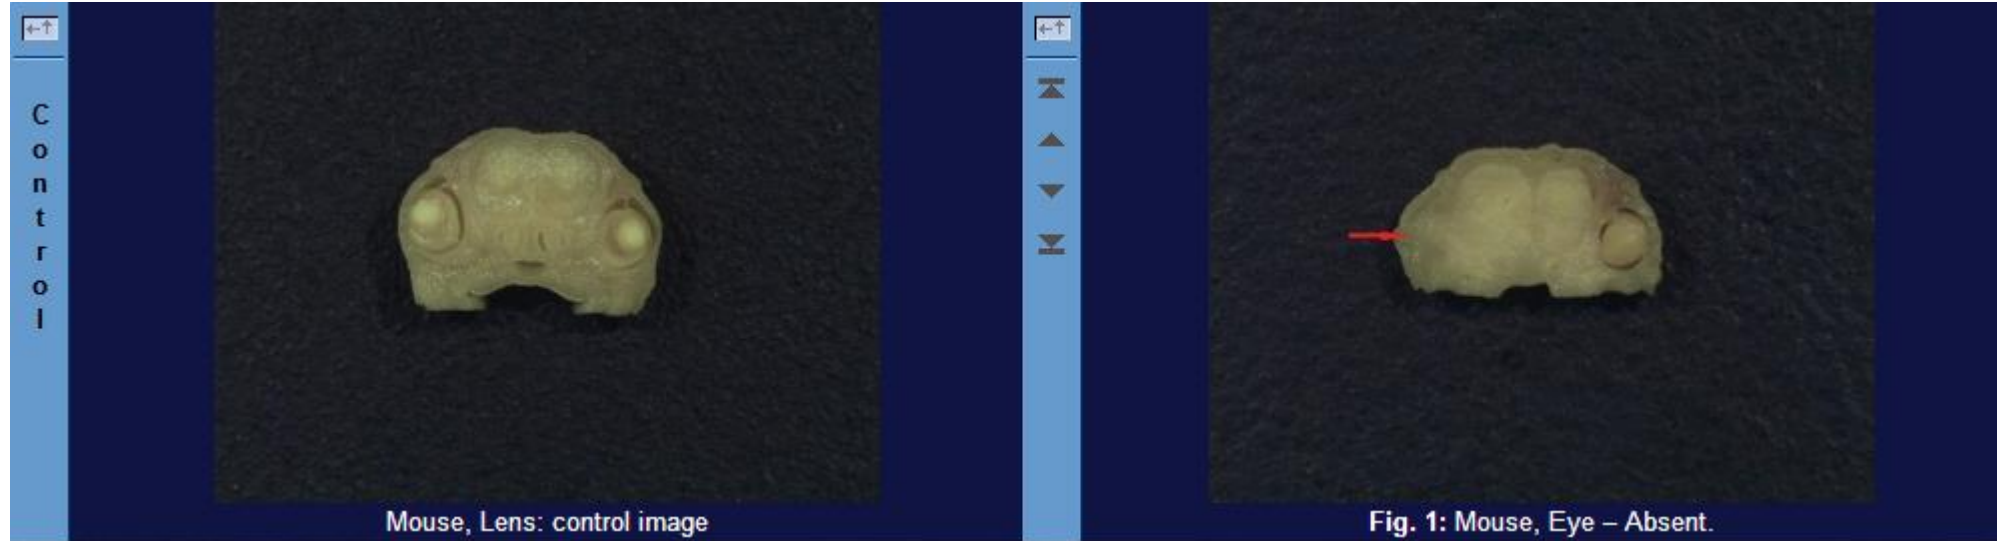 Control
Mouse, Lens: control image
Fig. 1: Mouse, Eye – Absent.